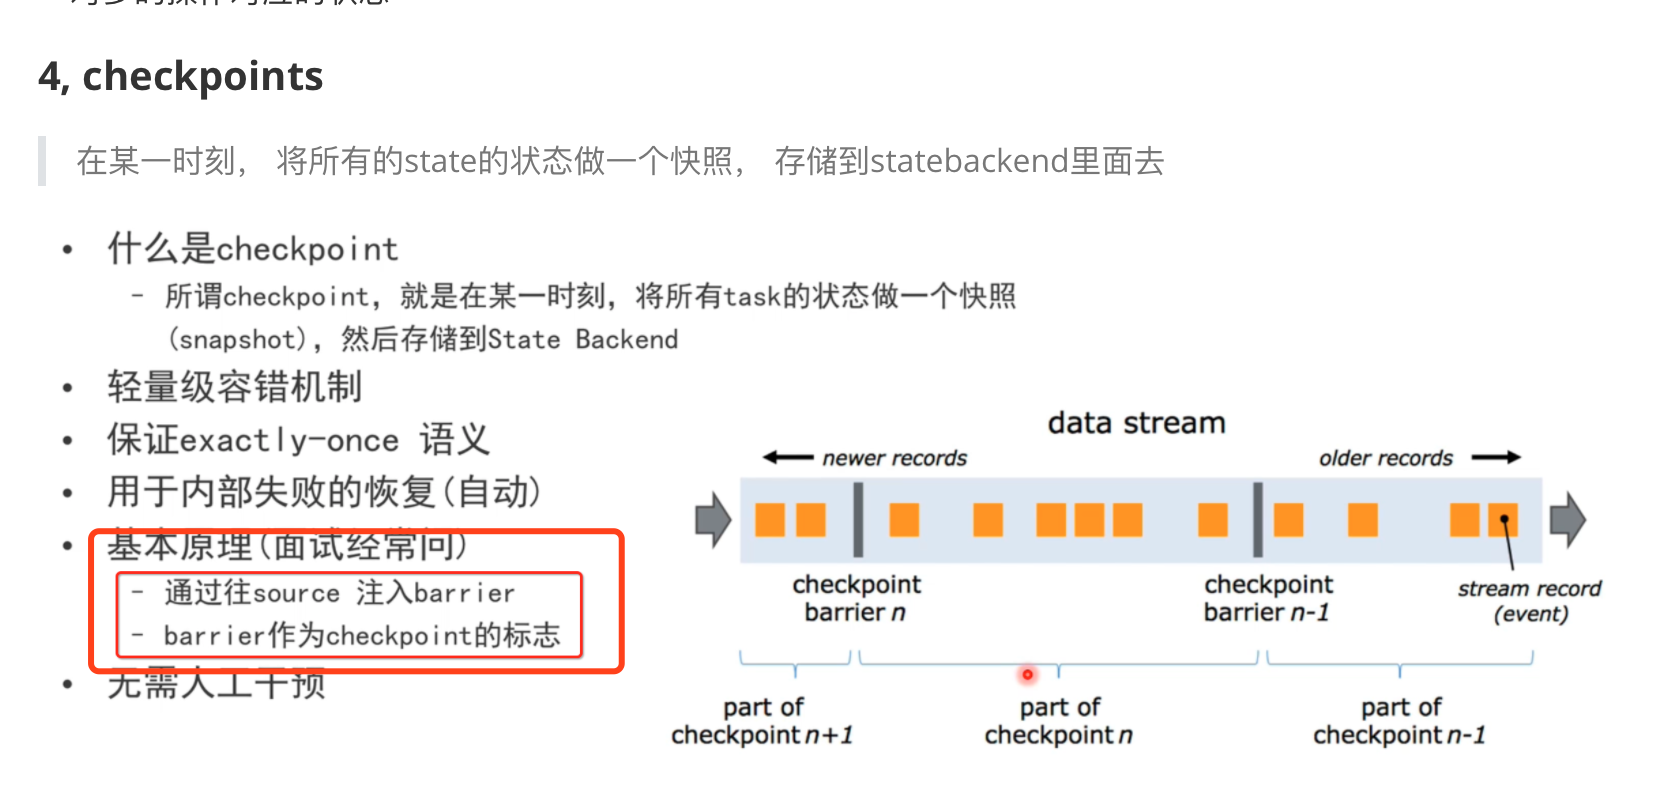 4, checkpoints
在某一时刻， 将所有的state的状态做一个快照， 存储到statebackend里面去
• 什么是checkpoint
- 所谓checkpoint，就是在某一时刻，将所有task的状态做一个快照
(snapshot)，然后存储到State Backend
• 轻量级容错机制
• 保证exactly-once 语义
• 用于内部失败的恢复(自动)
• 基本原理(面试经常问)
- 通过往source 注入barrier
- barrier作为checkpoint的标志
• 无需人工干预
data stream
newer records
older records
checkpoint
barrier n
checkpoint
barrier n-1
stream record
(event)
part of
checkpoint n+1
part of
checkpoint n
part of
checkpoint n-1